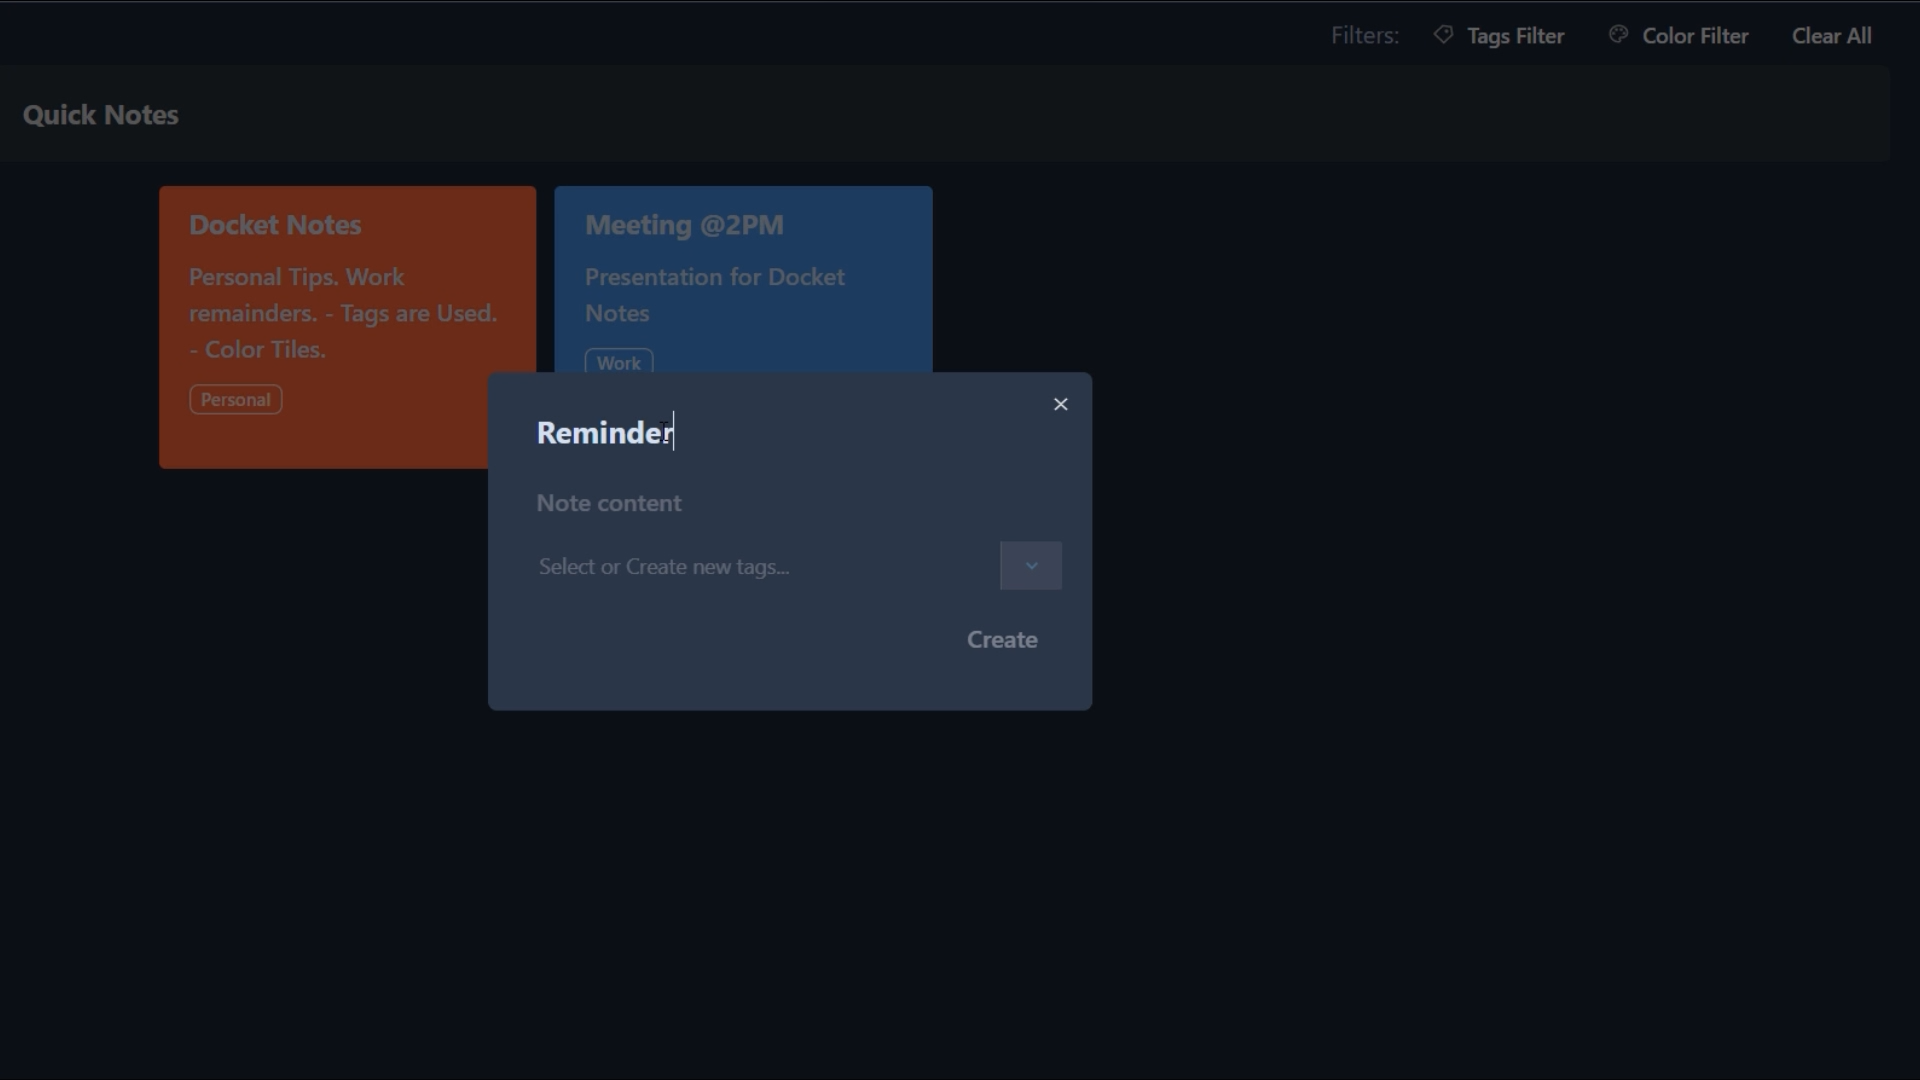 Filters: Tags Filter Color Filter Clear All
Quick Notes
Docket Notes
Personal Tips. Work
remainders. - Tags are Used.
- Color Tiles.
Personal
Meeting @2PM
Presentation for Docket
Notes
Work
Reminder
Note content
Select or Create new tags...
Create